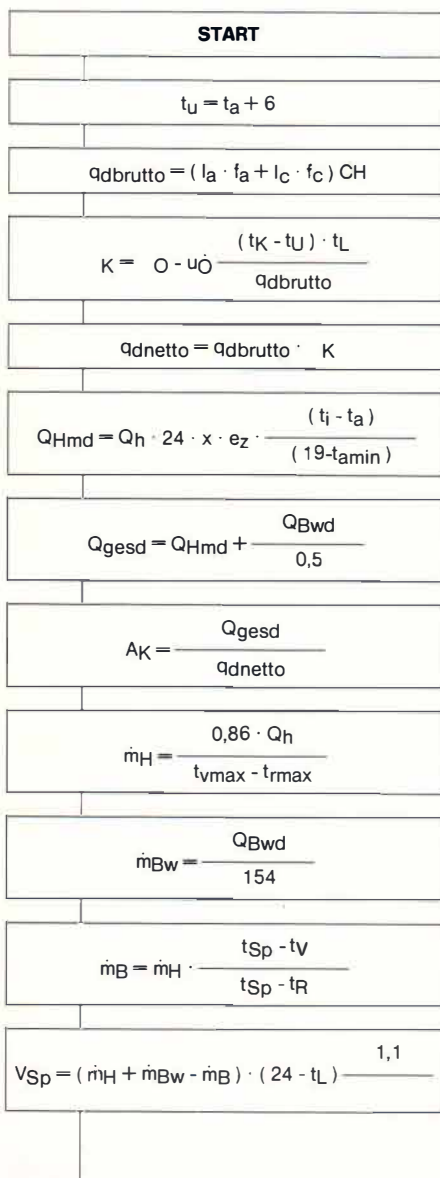 START
tu = ta + 6
qdbrutto = ( Ia · fa + Ic · fc ) CH
K = O - uȮ (tK - tU) · tL / qdbrutto
qdnetto = qdbrutto · K
QHmd = Qh · 24 · x · ez · (ti - ta) / (19-tamin)
Qgesd = QHmd + QBwd / 0,5
AK = Qgesd / qdnetto
ṁH = 0,86 · Qh / tvmax - trmax
ṁBw = QBwd / 154
ṁB = ṁH · tSp - tV / tSp - tR
VSp = ( ṁH + ṁBw - ṁB ) · ( 24 - tL ) 1,1